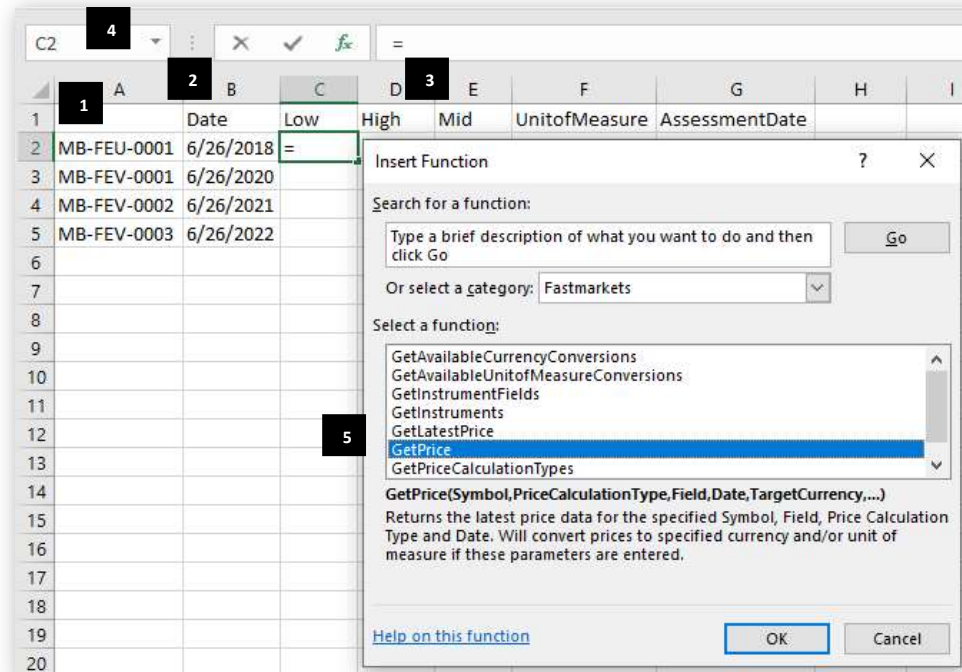 4
C2 fx =
2 3
1
A B C D E F G H I
1 Date Low High Mid UnitofMeasure AssessmentDate
2 MB-FEU-0001 6/26/2018 =
3 MB-FEV-0001 6/26/2020
4 MB-FEV-0002 6/26/2021
5 MB-FEV-0003 6/26/2022
6
7
8
9
10
11
12
13
14
15
16
17
18
19
20
Insert Function ? ×
Search for a function:
Type a brief description of what you want to do and then
click Go
Go
Or select a category: Fastmarkets
Select a function:
GetAvailableCurrencyConversions
GetAvailableUnitofMeasureConversions
GetInstrumentFields
GetInstruments
GetLatestPrice
5
GetPrice
GetPriceCalculationTypes
GetPrice(Symbol,PriceCalculationType,Field,Date,TargetCurrency,...)
Returns the latest price data for the specified Symbol, Field, Price Calculation
Type and Date. Will convert prices to specified currency and/or unit of
measure if these parameters are entered.
Help on this function
OK Cancel